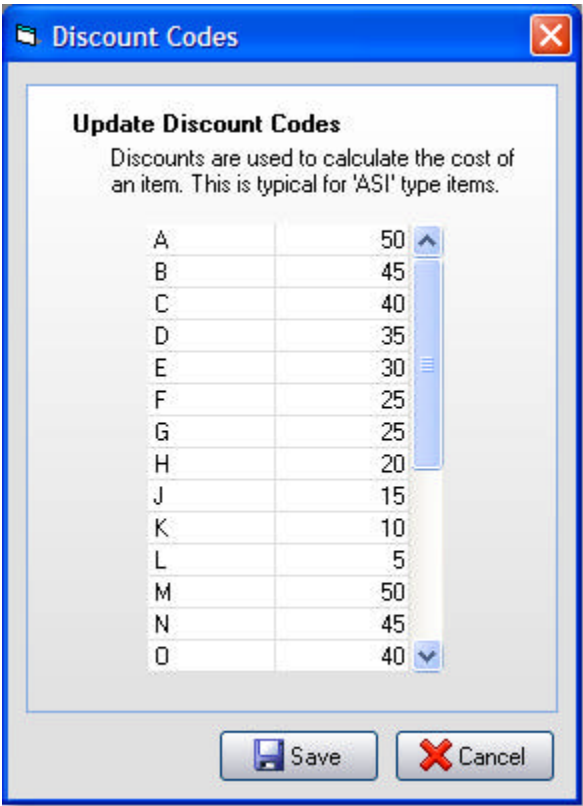 Discount Codes
Update Discount Codes
Discounts are used to calculate the cost of
an item. This is typical for 'ASI' type items.
A 50
B 45
C 40
D 35
E 30
F 25
G 25
H 20
J 15
K 10
L 5
M 50
N 45
O 40
Save Cancel